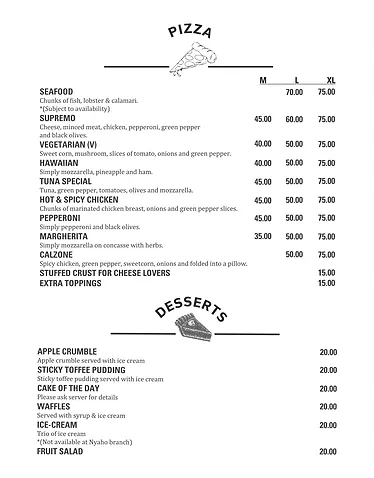 PIZZA
M L XL
SEAFOOD 70.00 75.00
Chunks of fish, lobster & calamari.
*(Subject to availability)
SUPREMO 45.00 60.00 75.00
Cheese, minced meat, chicken, pepperoni, green pepper
and black olives.
VEGETARIAN (V) 40.00 50.00 75.00
Sweet corn, mushroom, slices of tomato, onions and green pepper.
HAWAIIAN 40.00 50.00 75.00
Simply mozzarella, pineapple and ham.
TUNA SPECIAL 45.00 50.00 75.00
Tuna, green pepper, tomatoes, olives and mozzarella.
HOT & SPICY CHICKEN 45.00 50.00 75.00
Chunks of marinated chicken breast, onions and green pepper slices.
PEPPERONI 45.00 50.00 75.00
Simply pepperoni and black olives.
MARGHERITA 35.00 50.00 75.00
Simply mozzarella on concasse with herbs.
CALZONE 50.00 75.00
Spicy chicken, green pepper, sweetcorn, onions and folded into a pillow.
STUFFED CRUST FOR CHEESE LOVERS 15.00
EXTRA TOPPINGS 15.00
DESSERTS
APPLE CRUMBLE 20.00
Apple crumble served with ice cream
STICKY TOFFEE PUDDING 20.00
Sticky toffee pudding served with ice cream
CAKE OF THE DAY 20.00
Please ask server for details
WAFFLES 20.00
Served with syrup & ice cream
ICE-CREAM 20.00
Trio of ice cream
*(Not available at Nyaho branch)
FRUIT SALAD 20.00